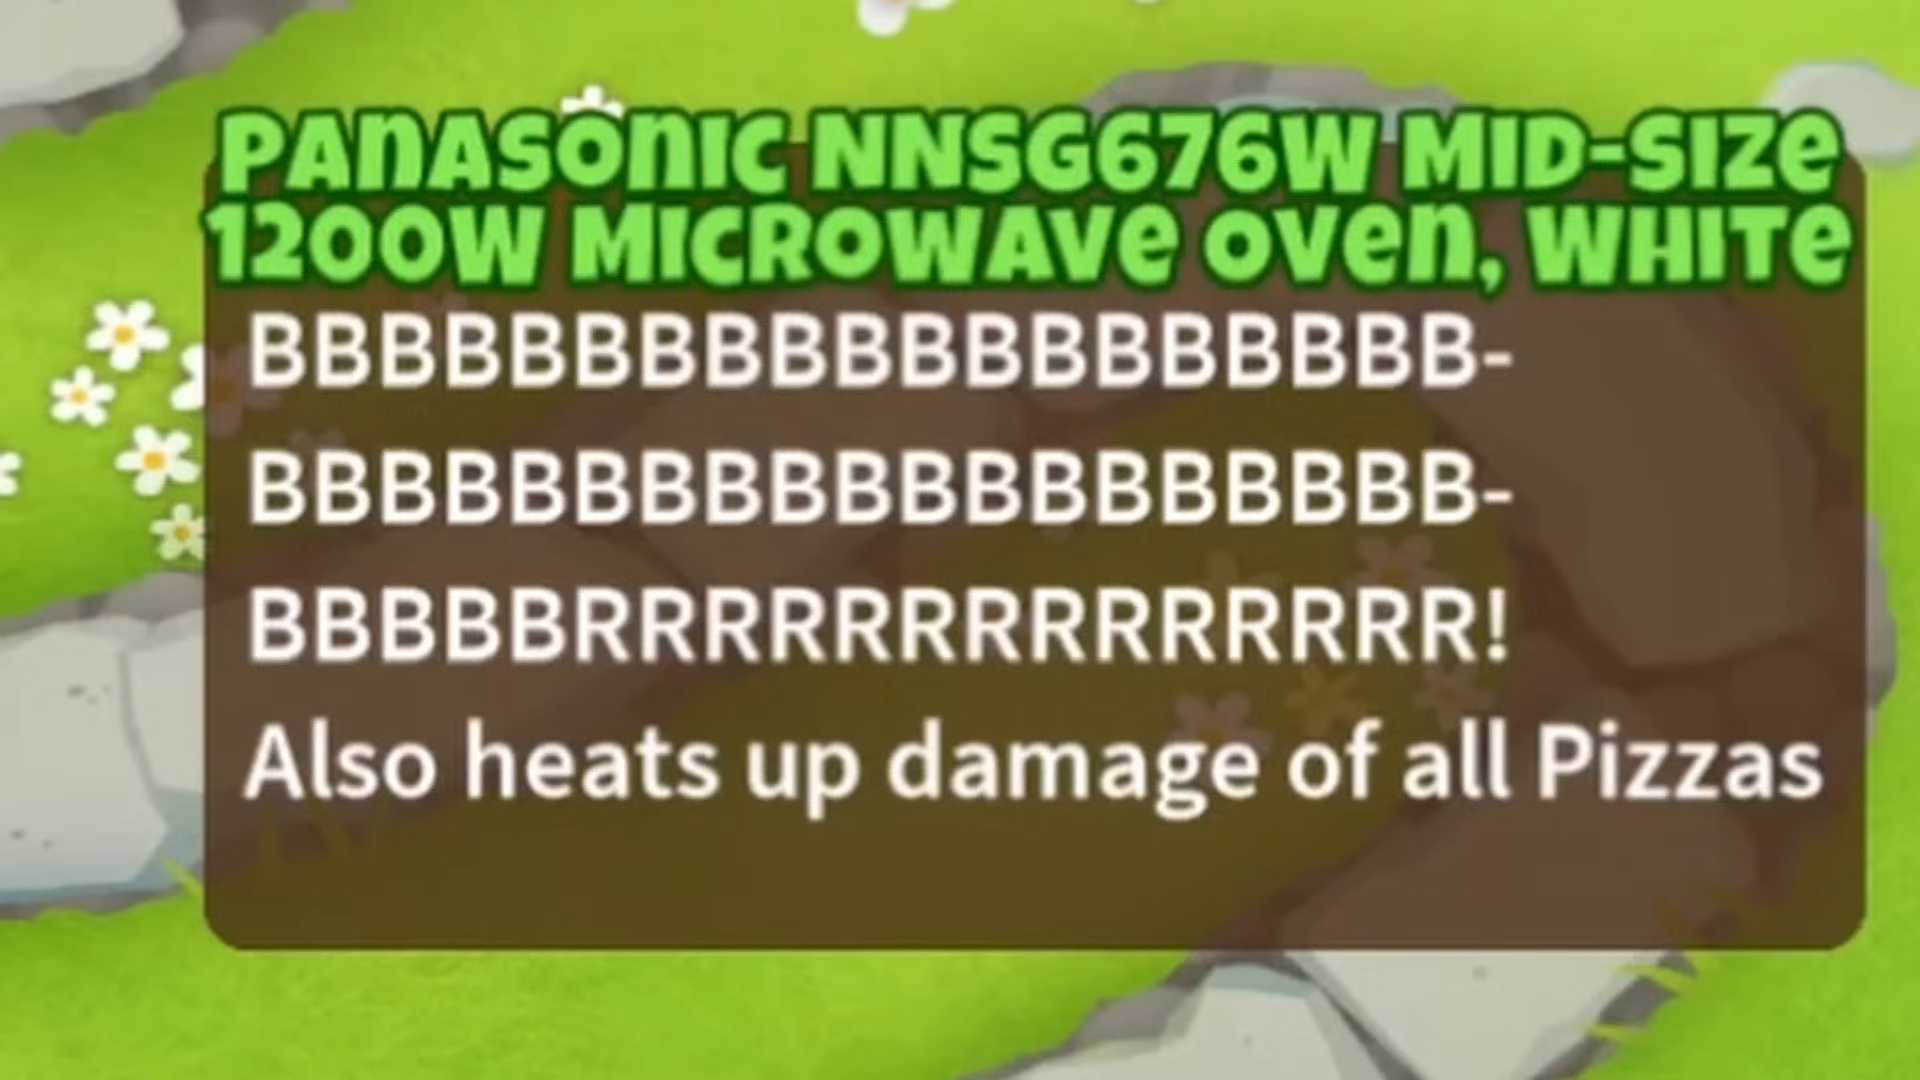 PANASONIC NNSG676W MID-SIZE
1200W MICROWAVE OVEN, WHITE
BBBBBBBBBBBBBBBBBBB-
BBBBBBBBBBBBBBBBBBB-
BBBBBRRRRRRRRRRRRRR!
Also heats up damage of all Pizzas